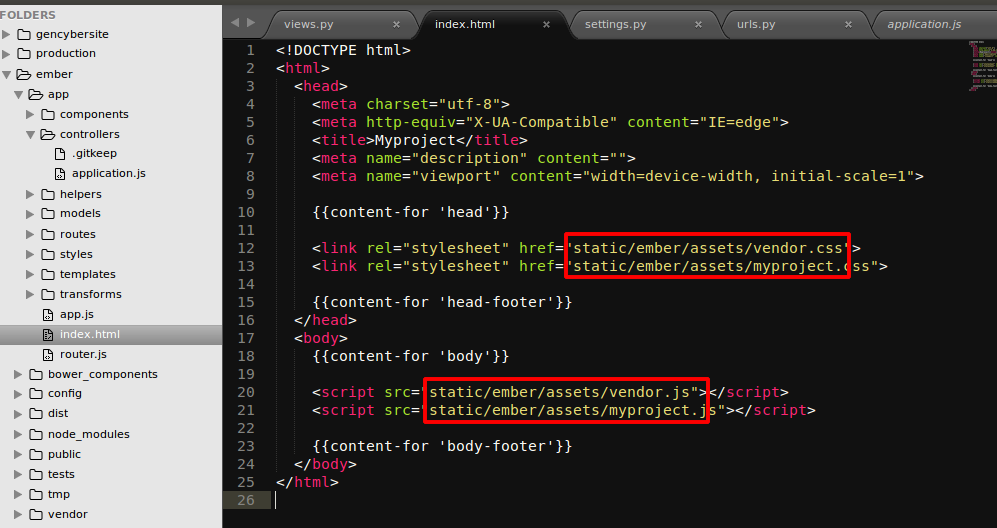 FOLDERS
gencybersite
production
ember
app
components
controllers
.gitkeep
application.js
helpers
models
routes
styles
templates
transforms
app.js
index.html
router.js
bower_components
config
dist
node_modules
public
tests
tmp
vendor
views.py × index.html × settings.py × urls.py × application.js
1 <!DOCTYPE html>
2 <html>
3 <head>
4 <meta charset="utf-8">
5 <meta http-equiv="X-UA-Compatible" content="IE=edge">
6 <title>Myproject</title>
7 <meta name="description" content="">
8 <meta name="viewport" content="width=device-width, initial-scale=1">
9
10 {{content-for 'head'}}
11
12 <link rel="stylesheet" href="static/ember/assets/vendor.css">
13 <link rel="stylesheet" href="static/ember/assets/myproject.css">
14
15 {{content-for 'head-footer'}}
16 </head>
17 <body>
18 {{content-for 'body'}}
19
20 <script src="static/ember/assets/vendor.js"></script>
21 <script src="static/ember/assets/myproject.js"></script>
22
23 {{content-for 'body-footer'}}
24 </body>
25 </html>
26